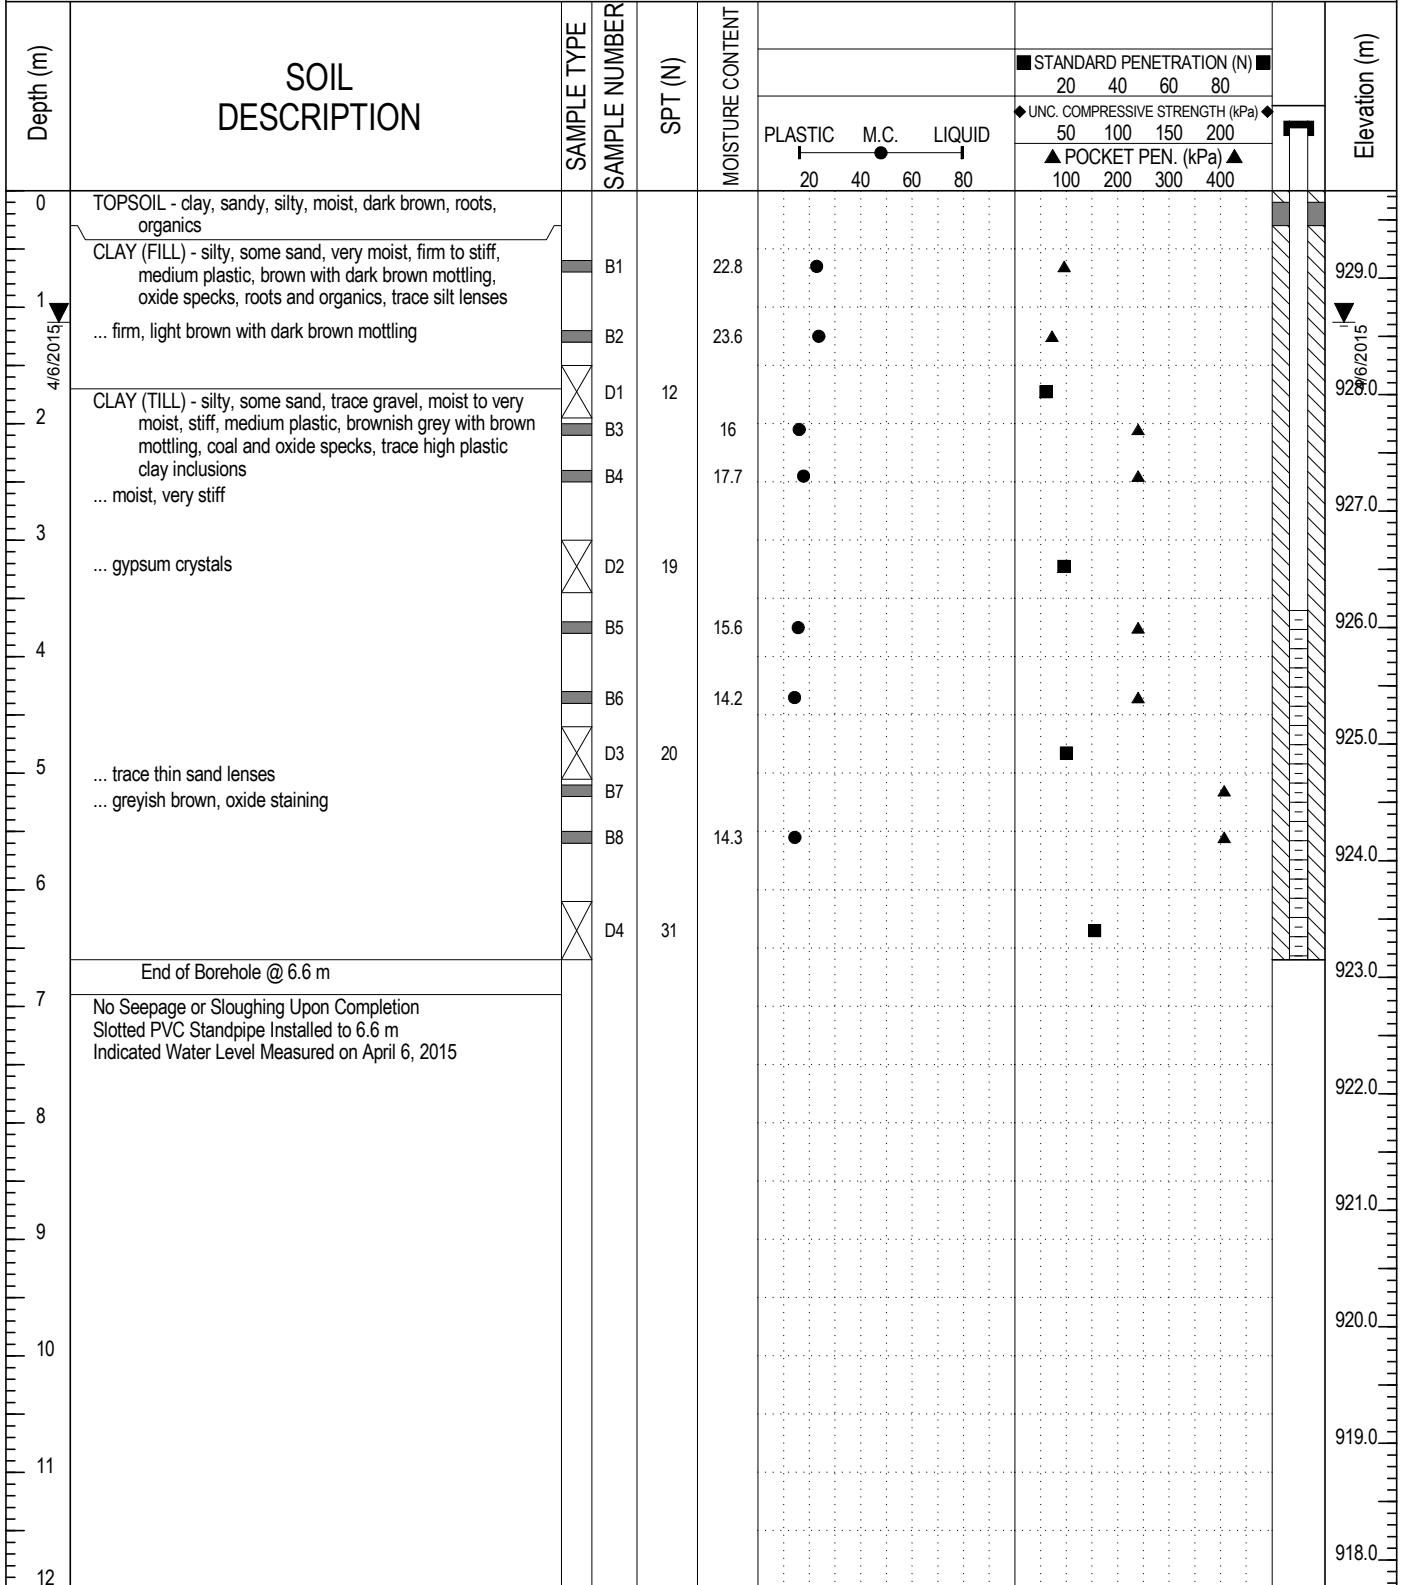 Depth (m)
SOIL
DESCRIPTION
SAMPLE TYPE
SAMPLE NUMBER
SPT (N)
MOISTURE CONTENT
PLASTIC M.C. LIQUID
20 40 60 80
STANDARD PENETRATION (N)
20 40 60 80
UNC. COMPRESSIVE STRENGTH (kPa)
50 100 150 200
POCKET PEN. (kPa)
100 200 300 400
Elevation (m)
0
TOPSOIL - clay, sandy, silty, moist, dark brown, roots,
organics
CLAY (FILL) - silty, some sand, very moist, firm to stiff,
medium plastic, brown with dark brown mottling,
oxide specks, roots and organics, trace silt lenses
B1 22.8
929.0
1
4/6/2015
... firm, light brown with dark brown mottling
B2 23.6
4/6/2015
D1 12
928.0
CLAY (TILL) - silty, some sand, trace gravel, moist to very
moist, stiff, medium plastic, brownish grey with brown
mottling, coal and oxide specks, trace high plastic
clay inclusions
2
B3 16
B4 17.7
... moist, very stiff
927.0
3
... gypsum crystals
D2 19
B5 15.6
926.0
4
B6 14.2
D3 20
925.0
5
... trace thin sand lenses
B7
... greyish brown, oxide staining
B8 14.3
924.0
6
D4 31
End of Borehole @ 6.6 m
923.0
7
No Seepage or Sloughing Upon Completion
Slotted PVC Standpipe Installed to 6.6 m
Indicated Water Level Measured on April 6, 2015
922.0
8
921.0
9
920.0
10
919.0
11
918.0
12